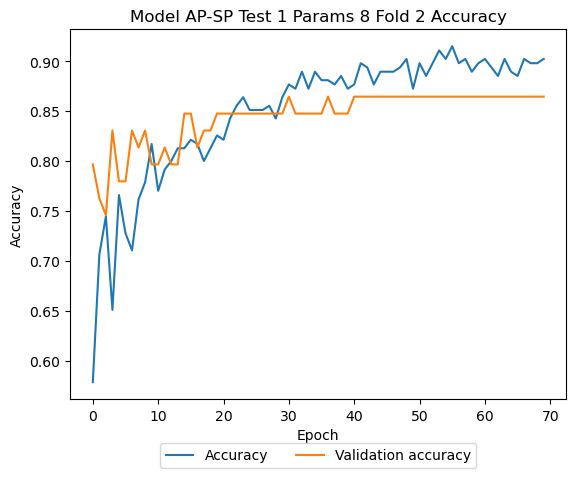 Model AP-SP Test 1 Params 8 Fold 2 Accuracy
0.90
0.85
0.80
0.75
0.70
0.65
0.60
Accuracy
0 10 20 30 40 50 60 70
Epoch
Accuracy Validation accuracy